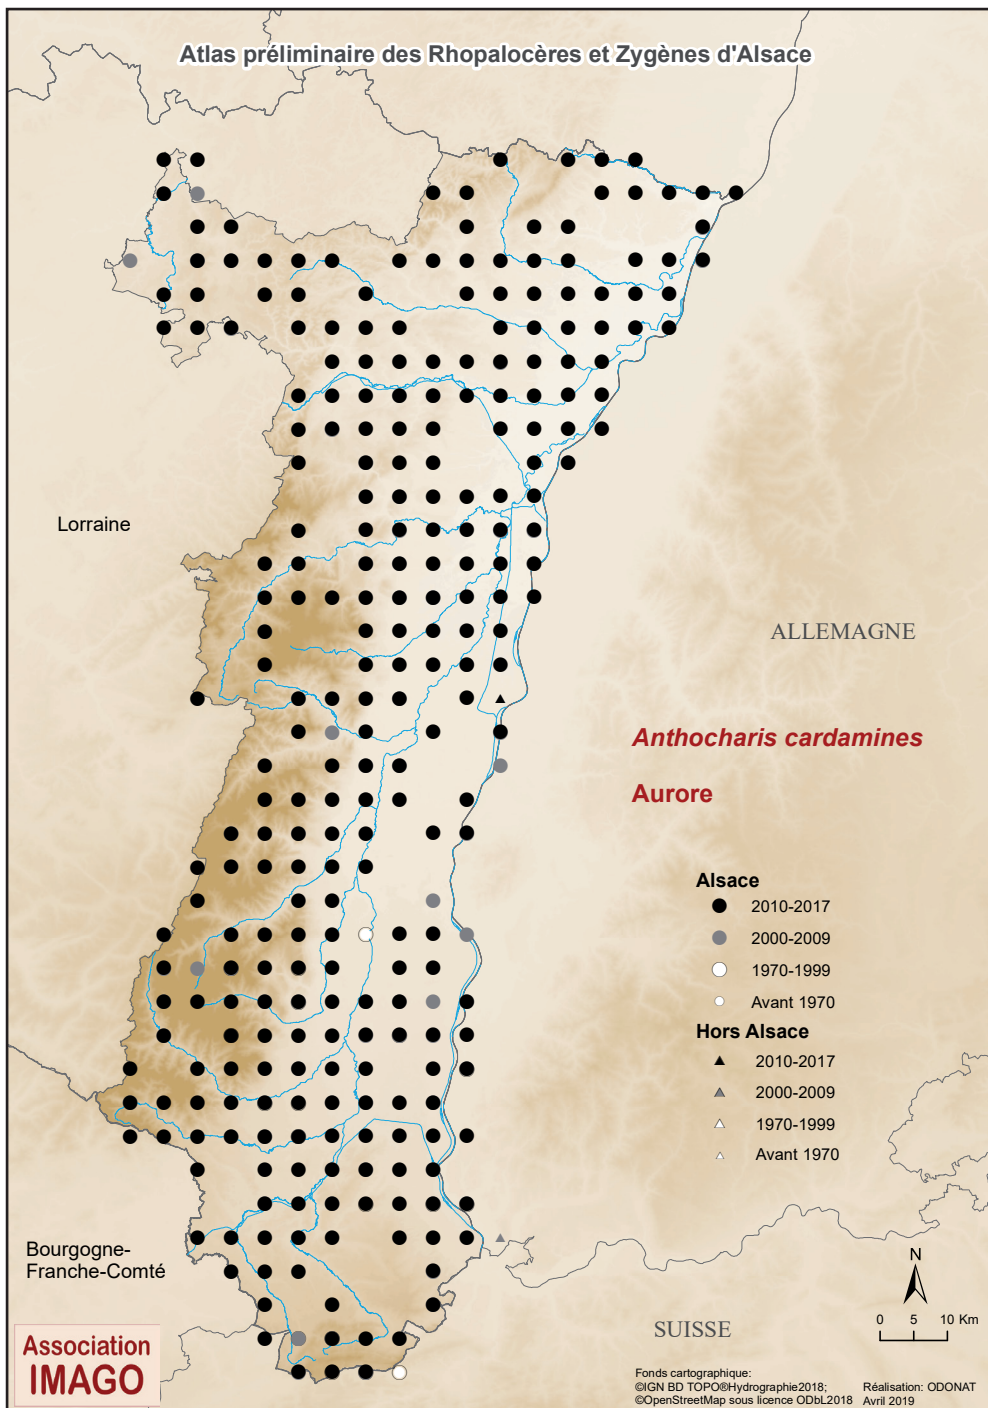 Atlas préliminaire des Rhopalocères et Zygènes d'Alsace
Lorraine
ALLEMAGNE
Anthocharis cardamines
Aurore
Alsace
2010-2017
2000-2009
1970-1999
Avant 1970
Hors Alsace
2010-2017
2000-2009
1970-1999
Avant 1970
Bourgogne-
Franche-Comté
N
0 5 10 Km
SUISSE
Association
IMAGO
Fonds cartographique:
©IGN BD TOPO®Hydrographie2018;
©OpenStreetMap sous licence ODbL2018
Réalisation: ODONAT
Avril 2019